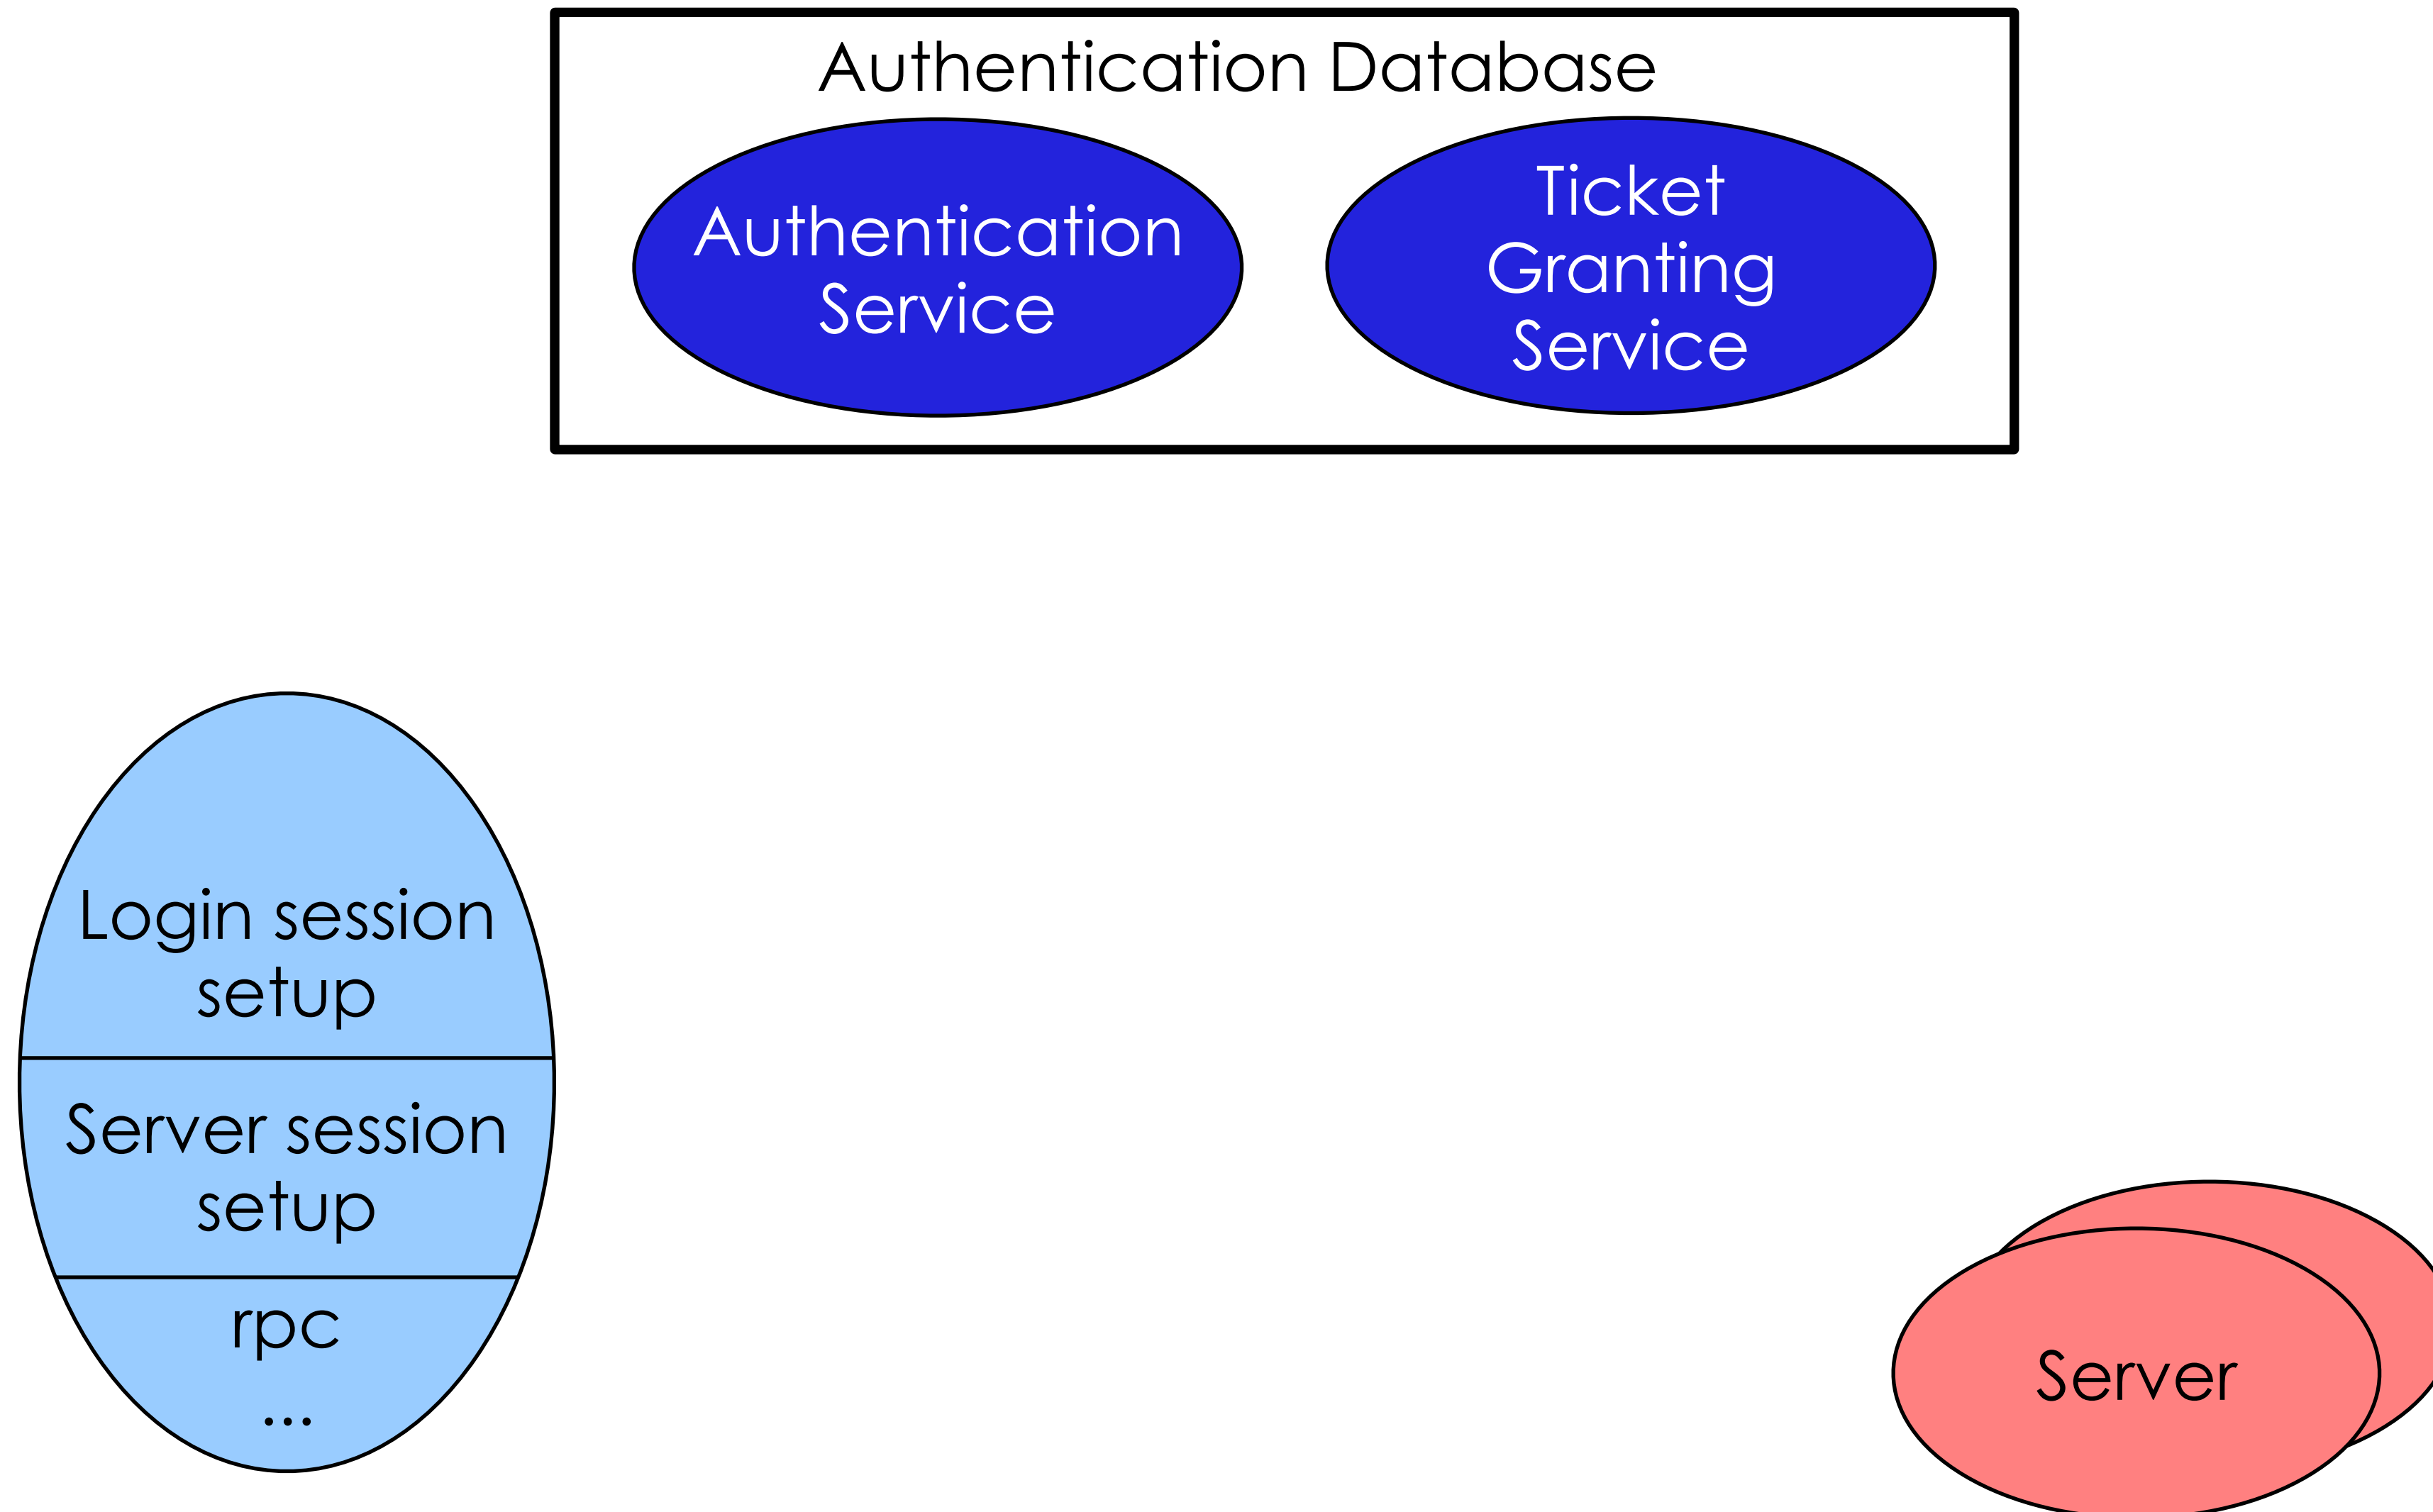 Authentication Database
Authentication
Service
Ticket
Granting
Service
Login session
setup
Server session
setup
rpc
...
Server